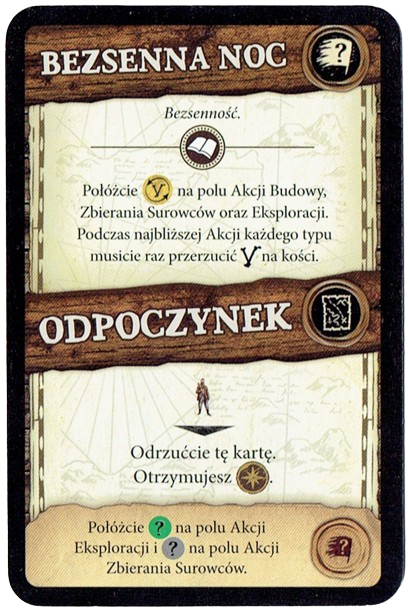 BEZSENNA NOC
?
Bezsenność.
Połóżcie na polu Akcji Budowy,
Zbierania Surowców oraz Eksploracji.
Podczas najbliższej Akcji każdego typu
musicie raz przerzucić na kości.
ODPOCZYNEK
Odrzućcie tę kartę.
Otrzymujesz .
Połóżcie ? na polu Akcji
Eksploracji i ? na polu Akcji
Zbierania Surowców.
?